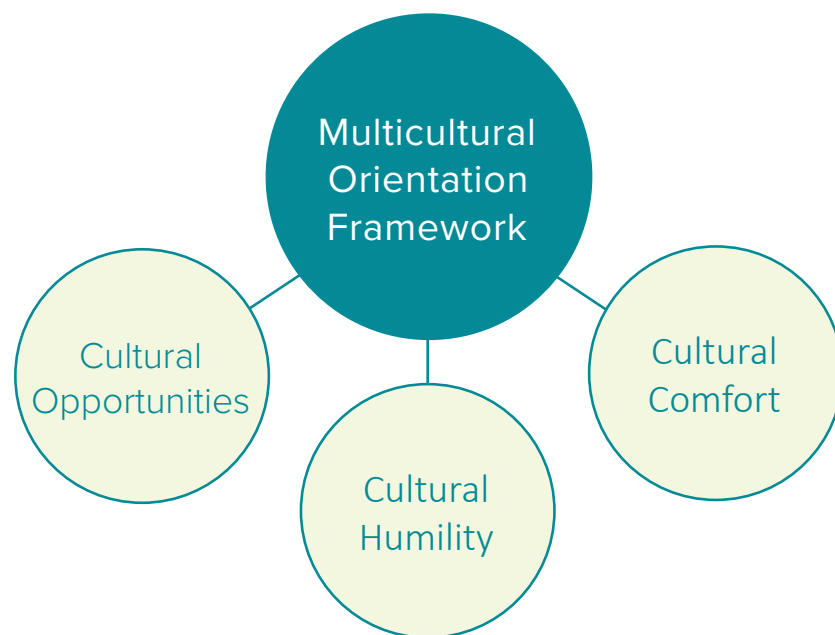 Multicultural
Orientation
Framework
Cultural
Opportunities
Cultural
Humility
Cultural
Comfort